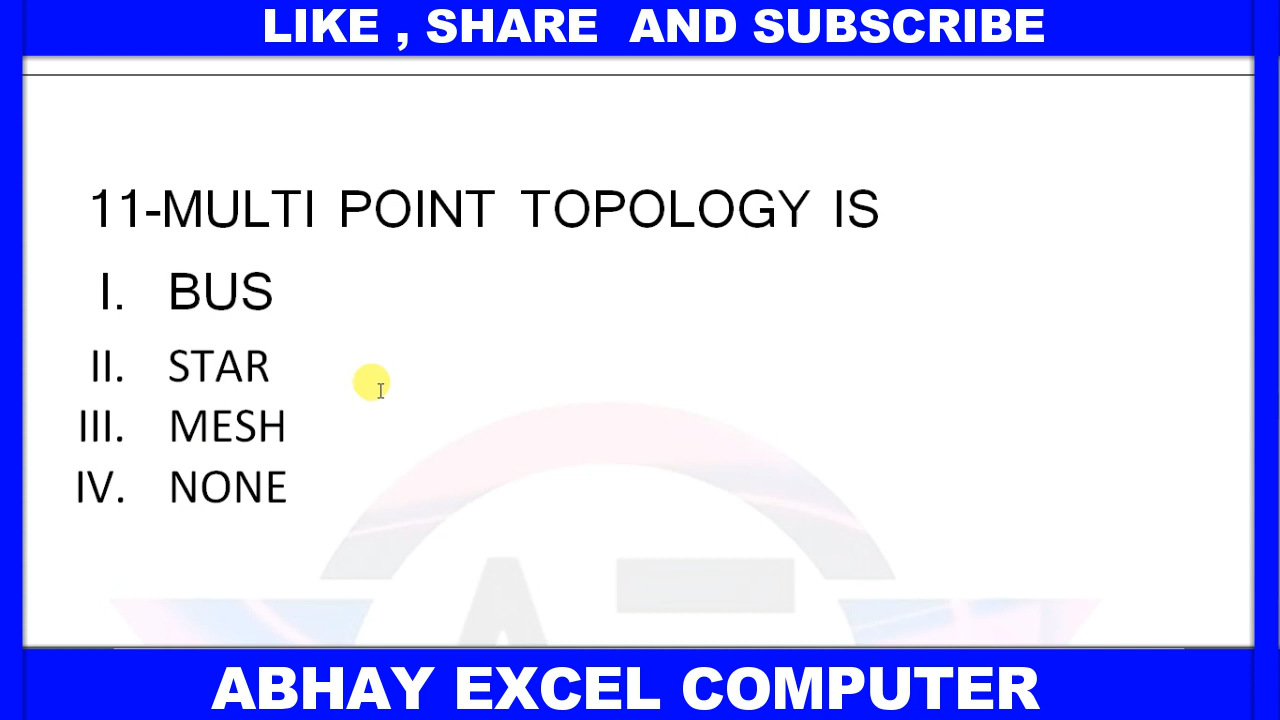 LIKE , SHARE AND SUBSCRIBE
11-MULTI POINT TOPOLOGY IS
I. BUS
II. STAR
III. MESH
IV. NONE
ABHAY EXCEL COMPUTER